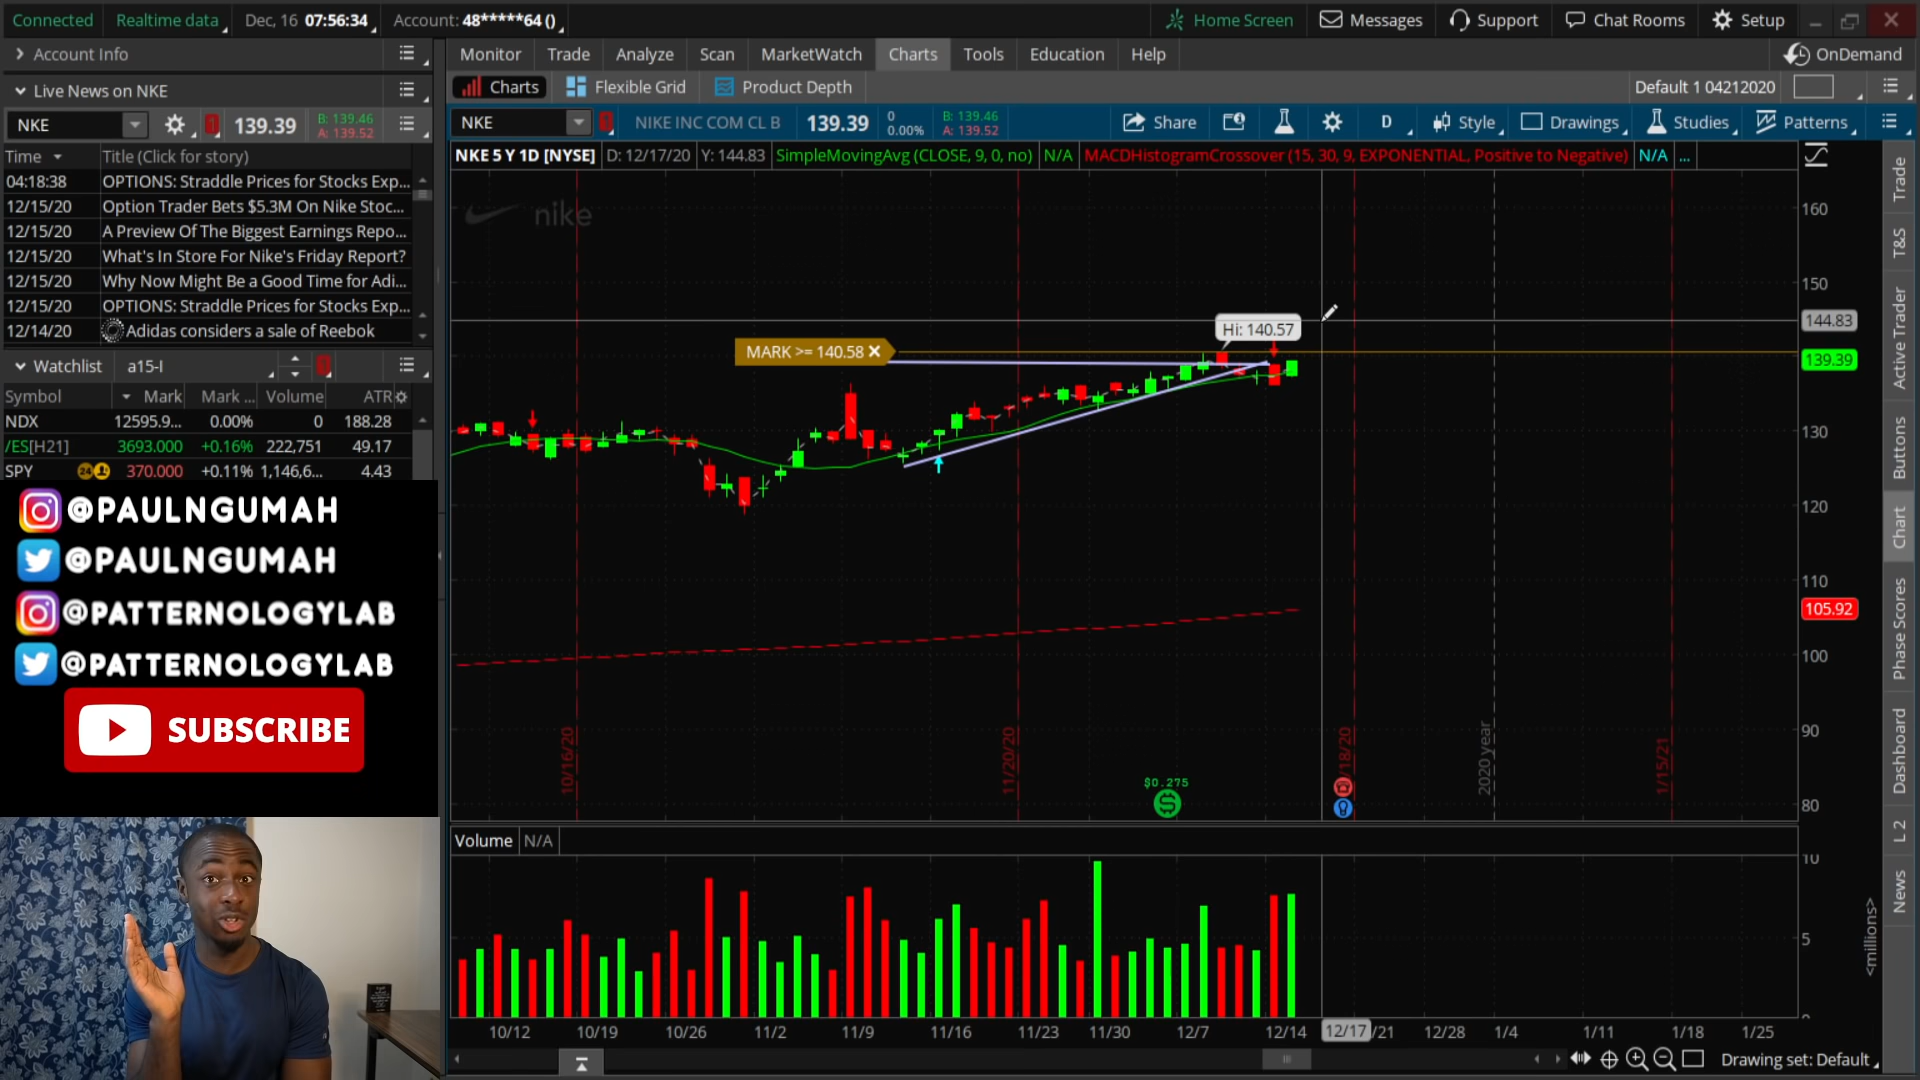 Connected Realtime data Dec, 16 07:56:34 Account: 48*****64 () Home Screen Messages Support Chat Rooms Setup
Account Info
Monitor Trade Analyze Scan MarketWatch Charts Tools Education Help OnDemand
Live News on NKE
Charts Flexible Grid Product Depth Default 1 04212020
NKE 139.39 B: 139.46 A: 139.52
NKE NIKE INC COM CL B 139.39 0 0.00% B: 139.46 A: 139.52 Share D Style Drawings Studies Patterns
Time Title (Click for story)
NKE 5 Y 1D [NYSE] D: 12/17/20 Y: 144.83 SimpleMovingAvg (CLOSE, 9, 0, no) N/A MACDHistogramCrossover (15, 30, 9, EXPONENTIAL, Positive to Negative) N/A ...
04:18:38 OPTIONS: Straddle Prices for Stocks Exp...
12/15/20 Option Trader Bets $5.3M On Nike Stoc...
12/15/20 A Preview Of The Biggest Earnings Repo...
12/15/20 What's In Store For Nike's Friday Report?
12/15/20 Why Now Might Be a Good Time for Adi...
12/15/20 OPTIONS: Straddle Prices for Stocks Exp...
12/14/20 Adidas considers a sale of Reebok
Watchlist a15-I
Symbol Mark Mark ... Volume ATR
NDX 12595.9... 0.00% 0 188.28
/ES[H21] 3693.000 +0.16% 222,751 49.17
SPY 370.000 +0.11% 1,146,6... 4.43
@PAULNGUMAH
@PAULNGUMAH
@PATTERNOLOGYLAB
@PATTERNOLOGYLAB
SUBSCRIBE
nike
Hi: 140.57
MARK >= 140.58
160
150
144.83
139.39
130
120
110
105.92
100
90
80
10/16/20
11/20/20
/18/20
2020 year
1/15/21
$0.275
Volume N/A
10
5
<millions>
10/12 10/19 10/26 11/2 11/9 11/16 11/23 11/30 12/7 12/14 12/17 /21 12/28 1/4 1/11 1/18 1/25
Drawing set: Default
Trade
T&S
Active Trader
Buttons
Chart
Phase Scores
Dashboard
L 2
News